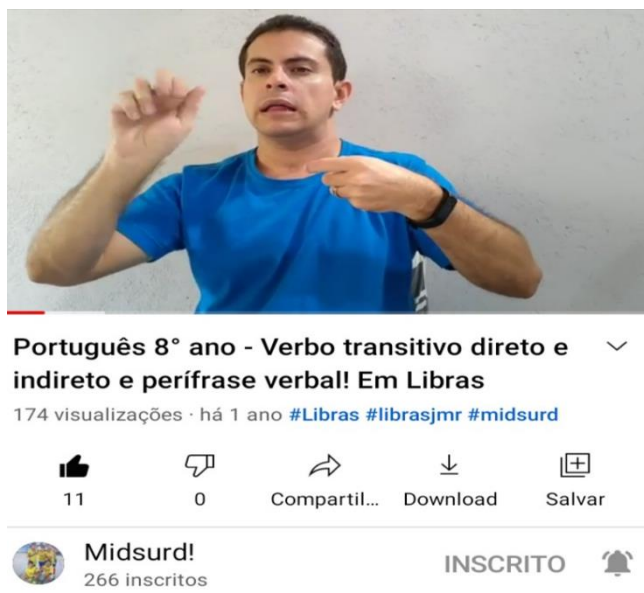 Português 8° ano - Verbo transitivo direto e
indireto e perífrase verbal! Em Libras
174 visualizações · há 1 ano #Libras #librasjmr #midsurd
11 0 Compartil... Download Salvar
Midsurd! INSCRITO
266 inscritos